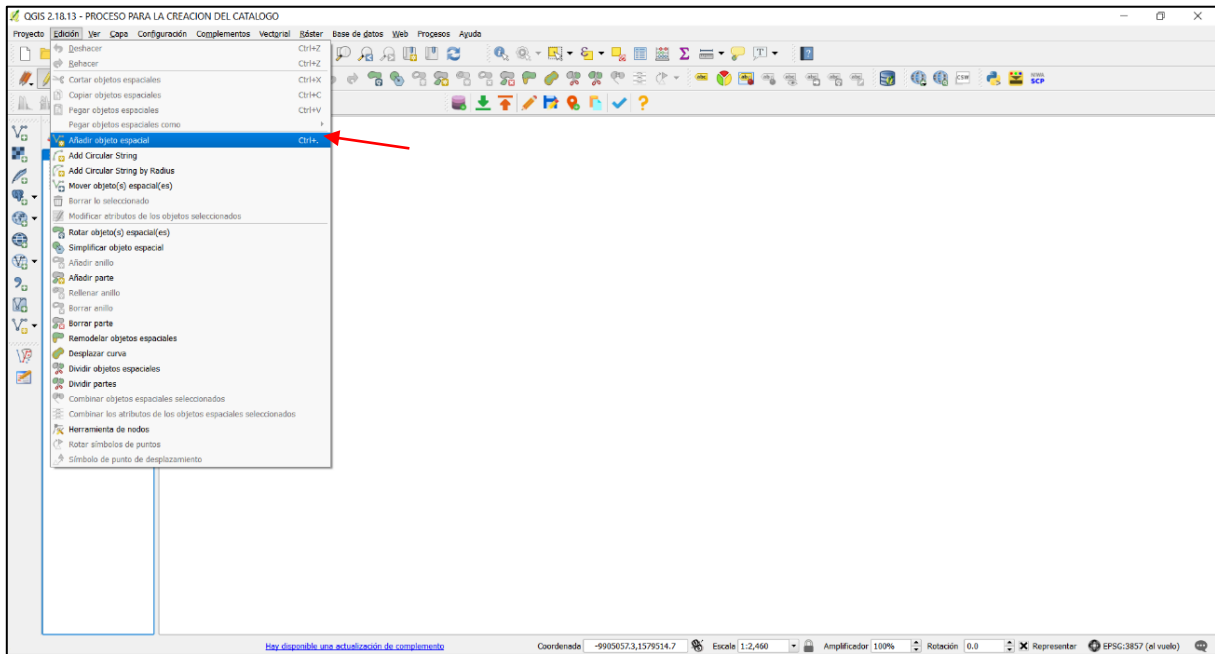 QGIS 2.18.13 - PROCESO PARA LA CREACION DEL CATALOGO
Proyecto Edición Ver Capa Configuración Complementos Vectorial Ráster Base de datos Web Procesos Ayuda
Deshacer Ctrl+Z
Rehacer Ctrl+Z
Cortar objetos espaciales Ctrl+X
Copiar objetos espaciales Ctrl+C
Pegar objetos espaciales Ctrl+V
Pegar objetos espaciales como
Añadir objeto espacial Ctrl+.
Add Circular String
Add Circular String by Radius
Mover objeto(s) espacial(es)
Borrar lo seleccionado
Modificar atributos de los objetos seleccionados
Rotar objeto(s) espacial(es)
Simplificar objeto espacial
Añadir anillo
Añadir parte
Rellenar anillo
Borrar anillo
Borrar parte
Remodelar objetos espaciales
Desplazar curva
Dividir objetos espaciales
Dividir partes
Combinar objetos espaciales seleccionados
Combinar los atributos de los objetos espaciales seleccionados
Herramienta de nodos
Rotar símbolos de puntos
Símbolo de punto de desplazamiento
CSW
SCP
Hay disponible una actualización de complemento Coordenada -9905057.3,1579514.7 Escala 1:2,460 Amplificador 100% Rotación 0.0 Representar EPSG:3857 (al vuelo)